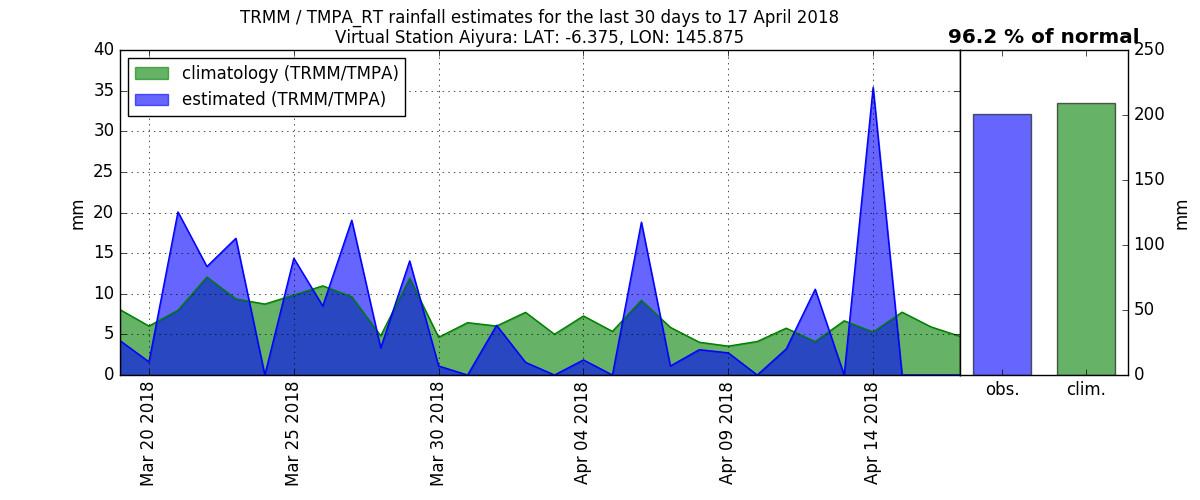 TRMM / TMPA_RT rainfall estimates for the last 30 days to 17 April 2018
Virtual Station Aiyura: LAT: -6.375, LON: 145.875
96.2 % of normal
climatology (TRMM/TMPA)
estimated (TRMM/TMPA)
mm
40
35
30
25
20
15
10
5
0
Mar 20 2018
Mar 25 2018
Mar 30 2018
Apr 04 2018
Apr 09 2018
Apr 14 2018
obs.
clim.
250
200
150
100
50
0
mm